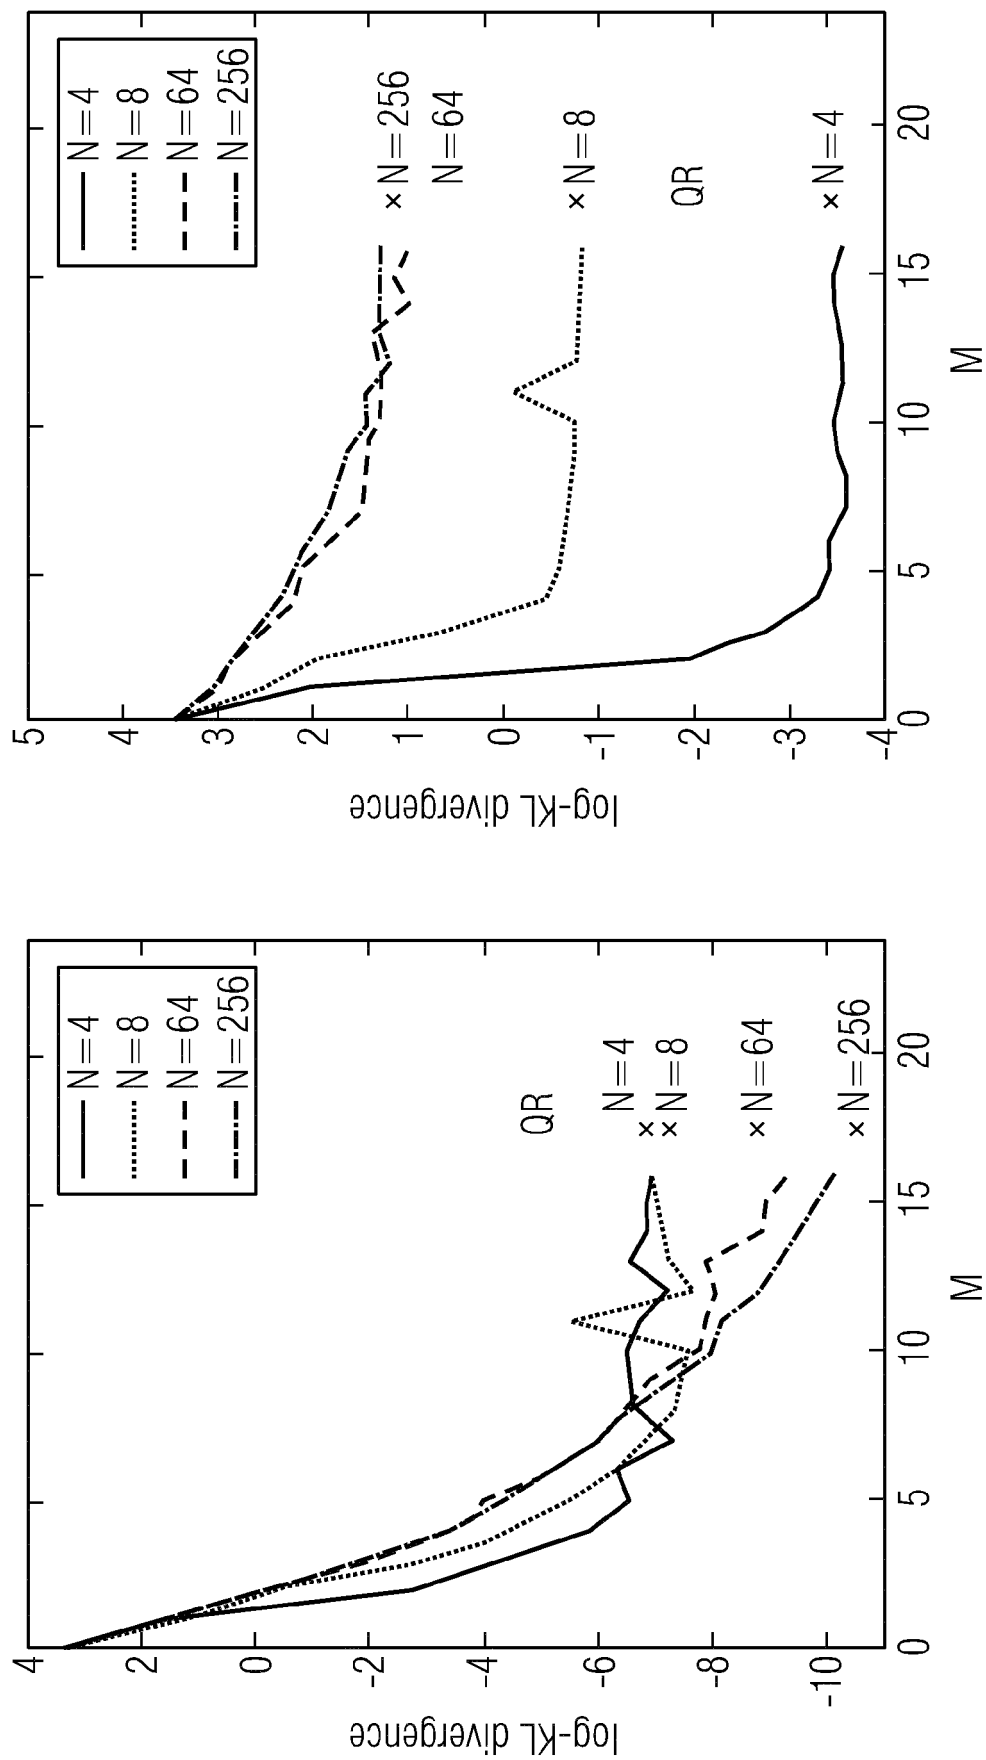 4
2
0
-2
-4
-6
-8
-10
log-KL divergence
0
5
10
15
20
M
N=4
N=8
N=64
N=256
QR
N=4
× N=8
×
× N=64
× N=256
5
4
3
2
1
0
-1
-2
-3
-4
log-KL divergence
0
5
10
15
20
M
N=4
N=8
N=64
N=256
× N=256
N=64
× N=8
QR
× N=4